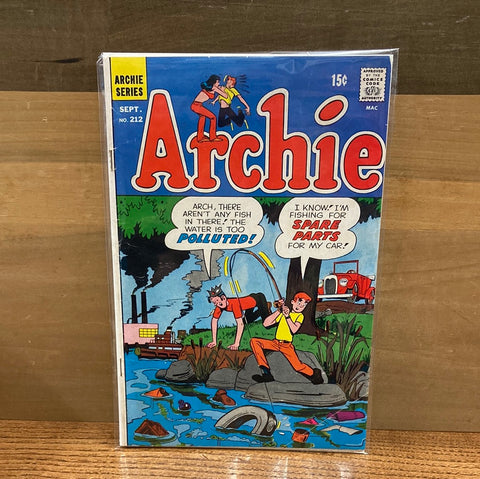 ARCHIE
SERIES
SEPT.
NO. 212
15¢
APPROVED
BY THE
COMICS
CODE
AUTHORITY
MAC
Archie
ARCH, THERE
AREN'T ANY FISH
IN THERE! THE
WATER IS TOO
POLLUTED!
I KNOW! I'M
FISHING FOR
SPARE
PARTS
FOR MY CAR!